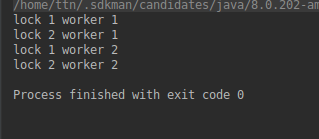 /home/ttn/.sdkman/candidates/java/8.0.202-am
lock 1 worker 1
lock 2 worker 1
lock 1 worker 2
lock 2 worker 2
Process finished with exit code 0